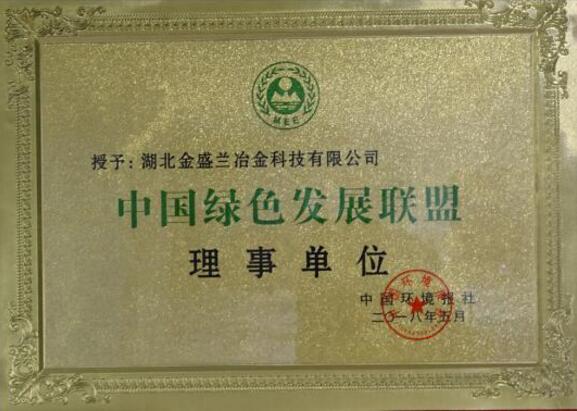 MEE
授予：湖北金盛兰冶金科技有限公司
中国绿色发展联盟
理事单位
中国环境报社
二〇一八年五月